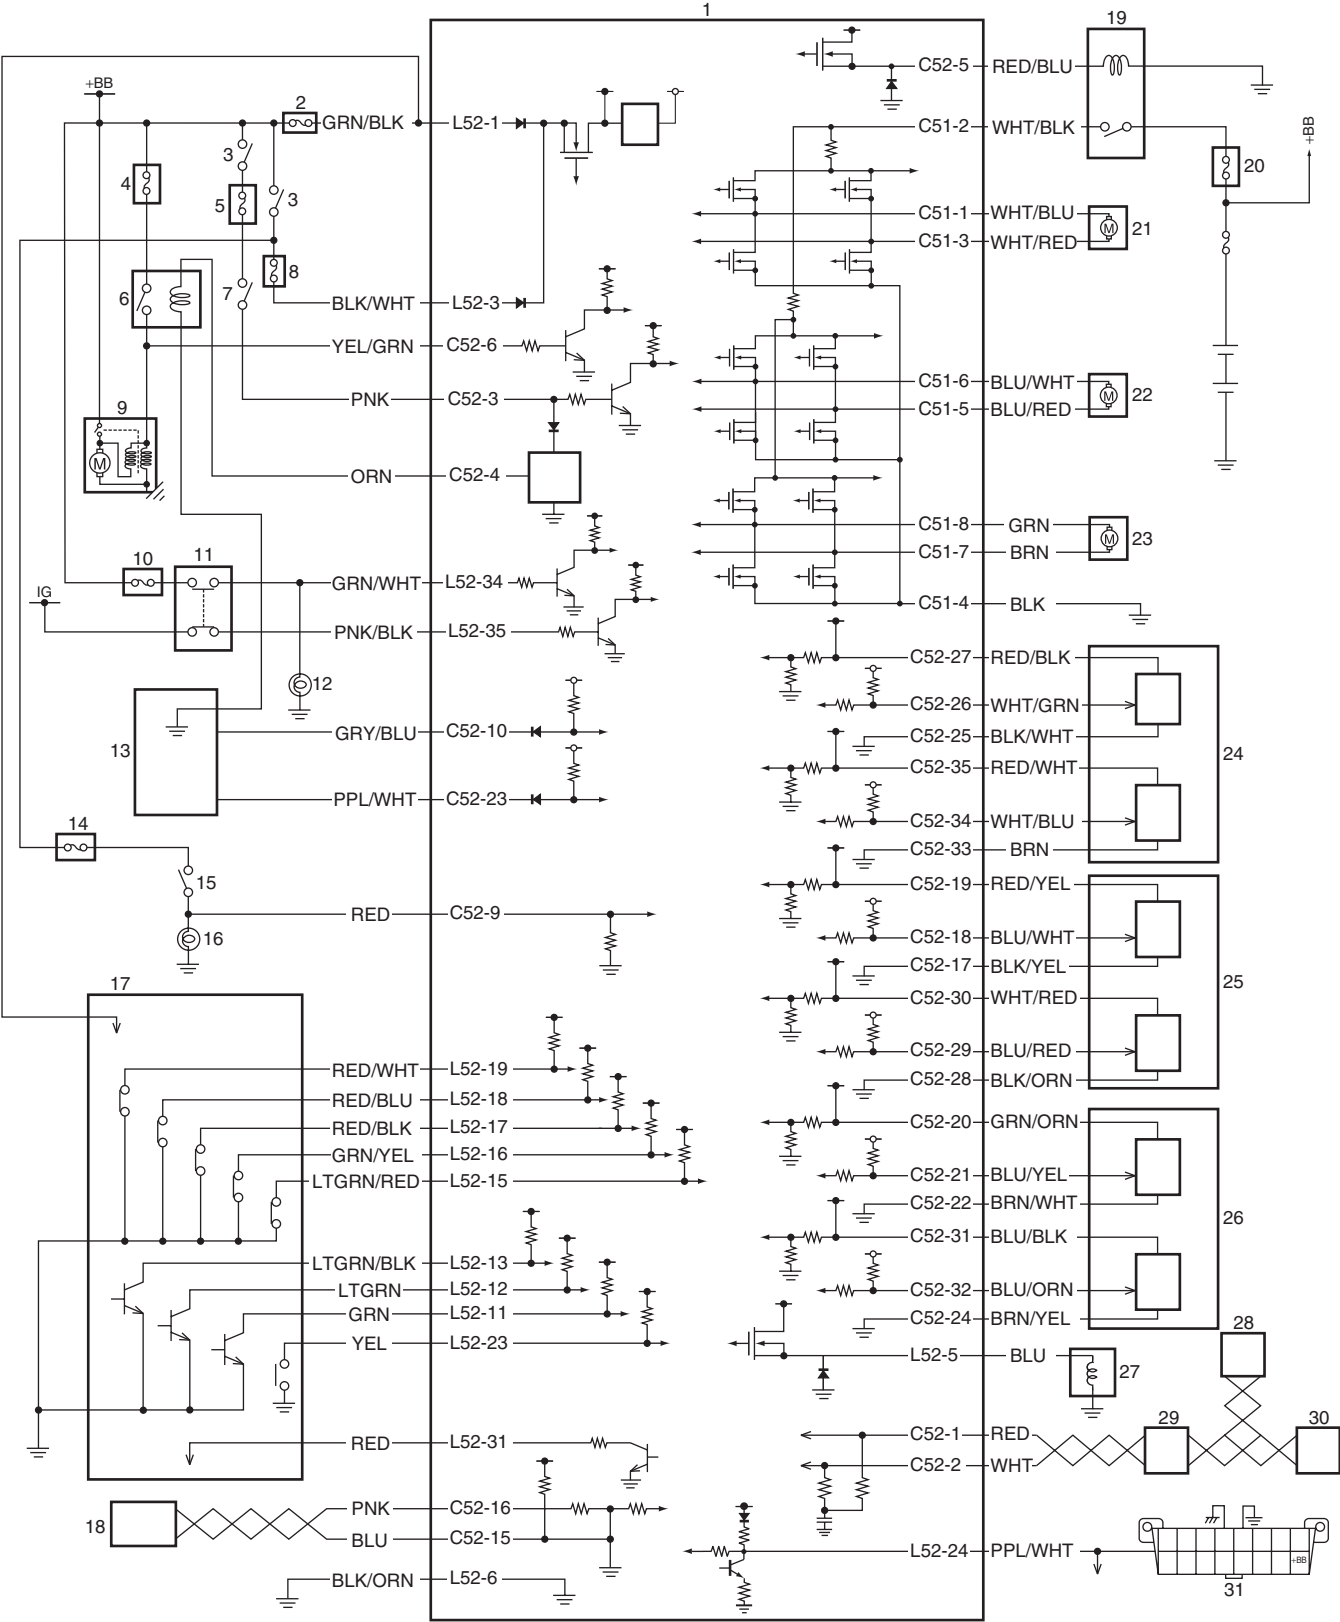 1
+BB
2
GRN/BLK L52-1
3
4
5
3
6
7
8
BLK/WHT L52-3
YEL/GRN C52-6
PNK C52-3
9
M
ORN C52-4
10
11
GRN/WHT L52-34
IG
PNK/BLK L52-35
12
13
GRY/BLU C52-10
PPL/WHT C52-23
14
15
RED C52-9
16
17
RED/WHT L52-19
RED/BLU L52-18
RED/BLK L52-17
GRN/YEL L52-16
LTGRN/RED L52-15
LTGRN/BLK L52-13
LTGRN L52-12
GRN L52-11
YEL L52-23
RED L52-31
18
PNK C52-16
BLU C52-15
BLK/ORN L52-6
19
C52-5 RED/BLU
C51-2 WHT/BLK
+BB
20
C51-1 WHT/BLU
M
21
C51-3 WHT/RED
C51-6 BLU/WHT
M
22
C51-5 BLU/RED
C51-8 GRN
M
23
C51-7 BRN
C51-4 BLK
C52-27 RED/BLK
C52-26 WHT/GRN
C52-25 BLK/WHT
24
C52-35 RED/WHT
C52-34 WHT/BLU
C52-33 BRN
C52-19 RED/YEL
C52-18 BLU/WHT
C52-17 BLK/YEL
25
C52-30 WHT/RED
C52-29 BLU/RED
C52-28 BLK/ORN
C52-20 GRN/ORN
C52-21 BLU/YEL
C52-22 BRN/WHT
26
C52-31 BLU/BLK
C52-32 BLU/ORN
C52-24 BRN/YEL
28
L52-5 BLU
27
29
30
C52-1 RED
C52-2 WHT
L52-24 PPL/WHT
+BB
31